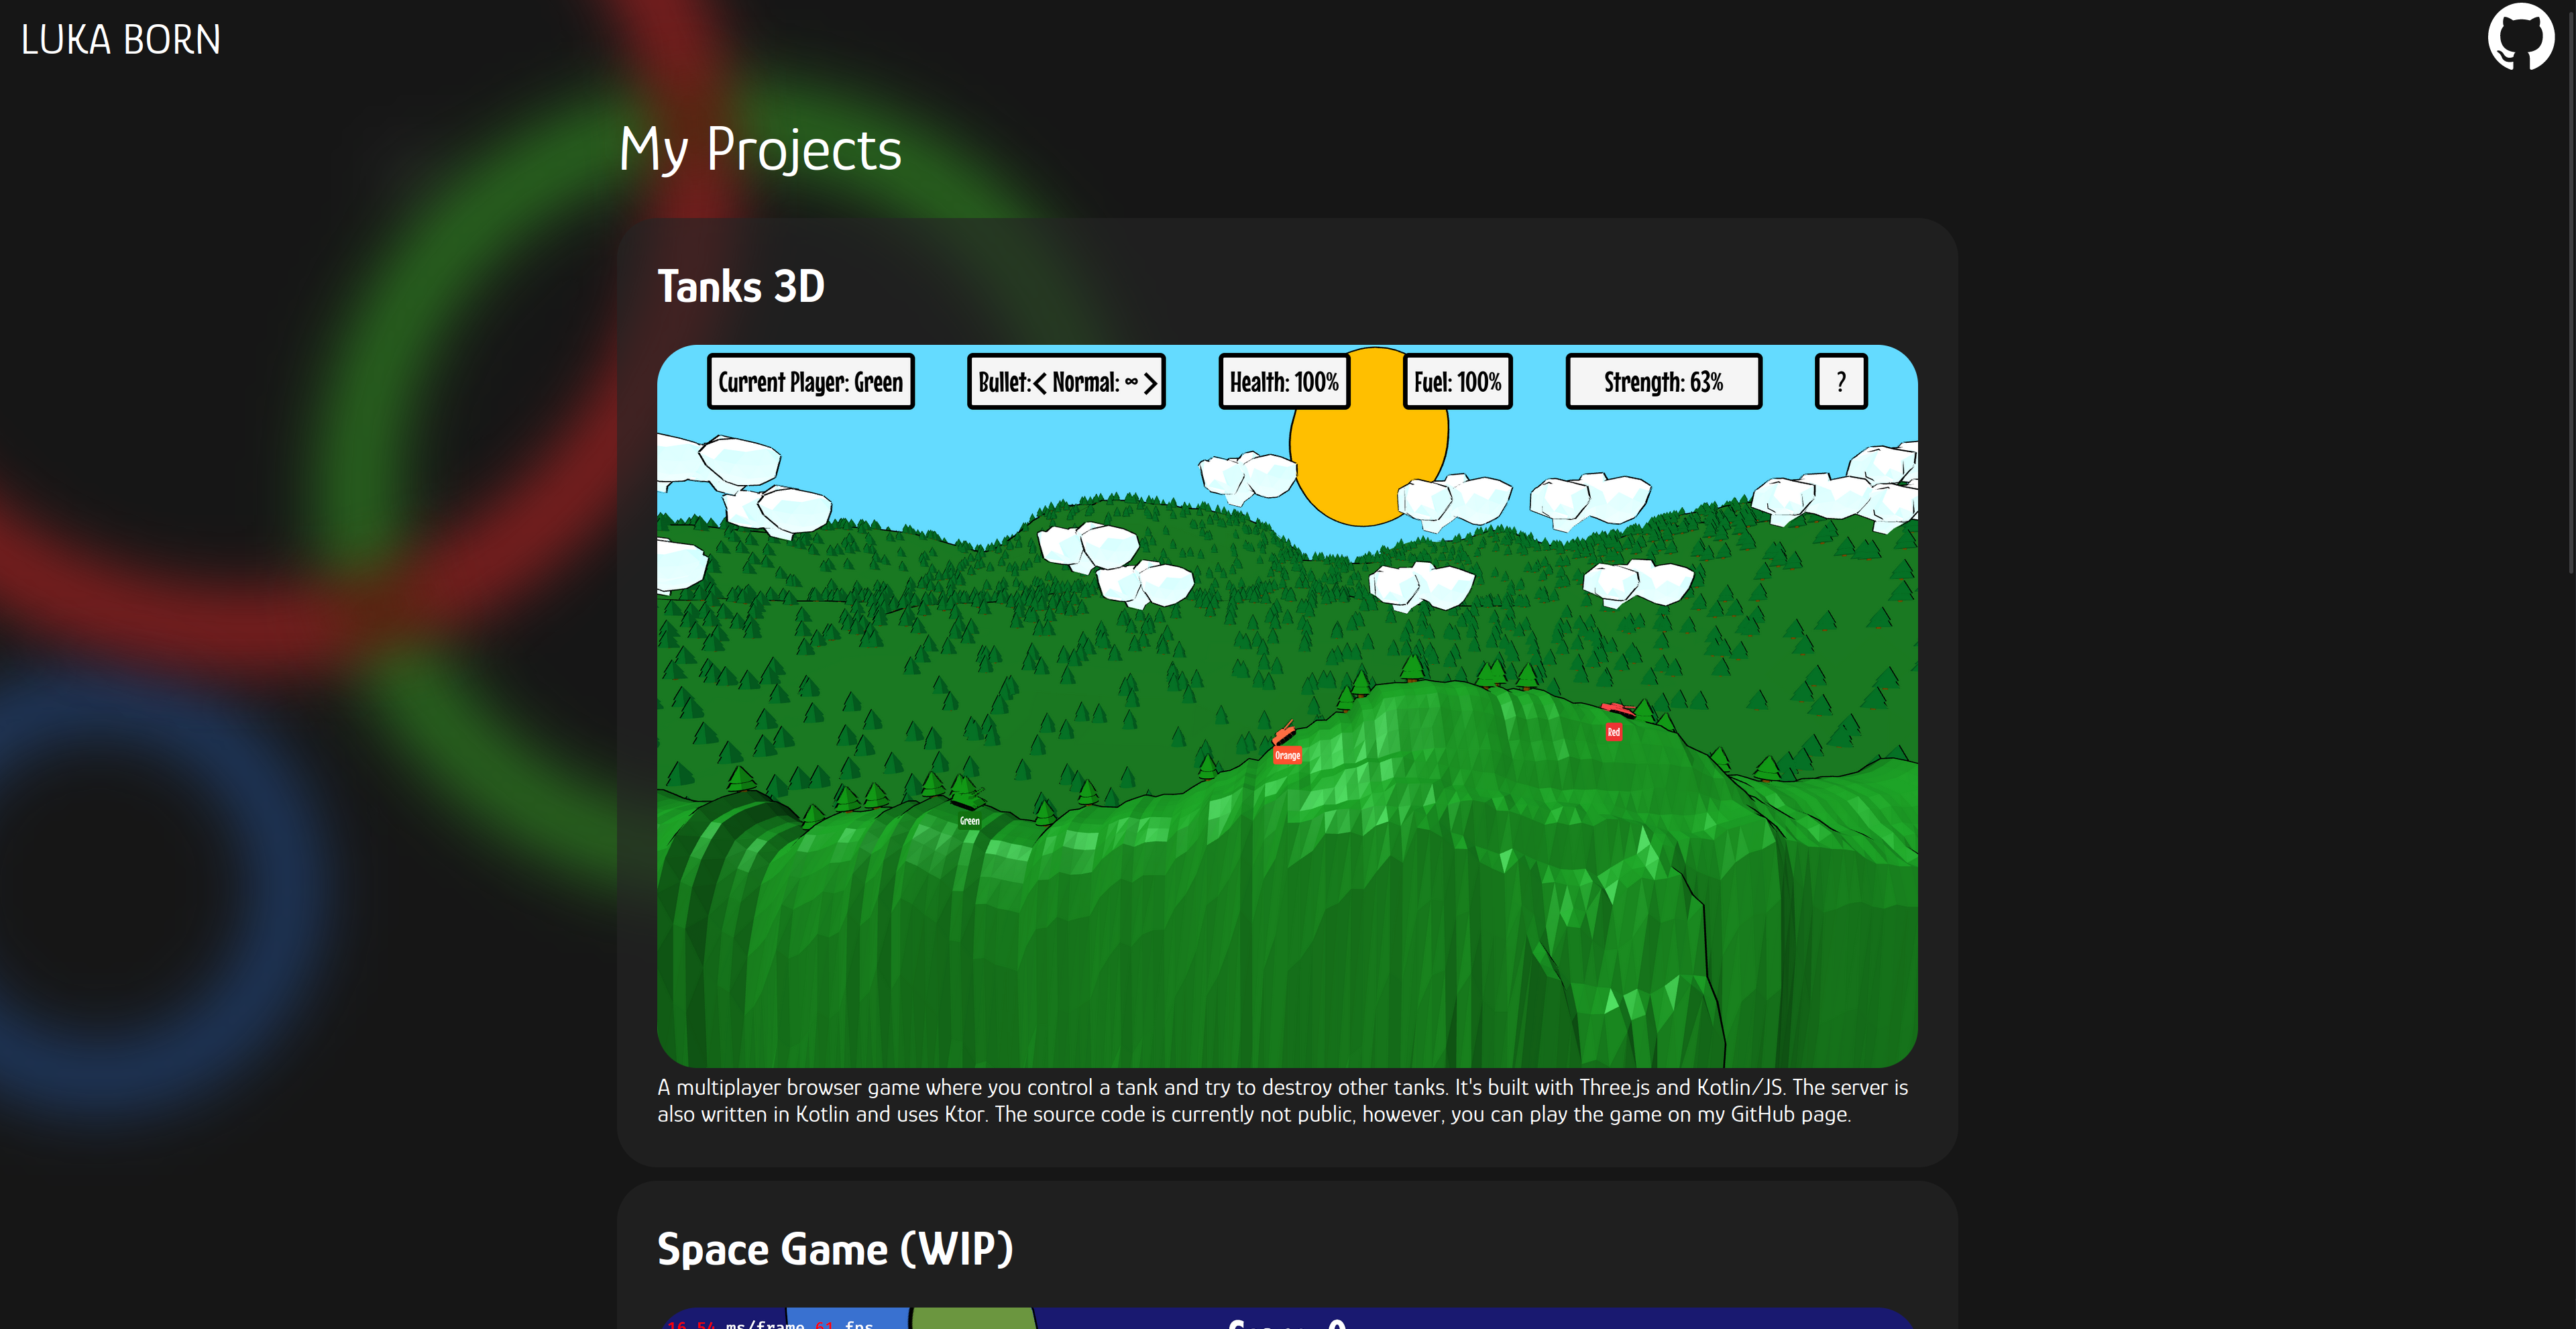 LUKA BORN
My Projects
Tanks 3D
Current Player: Green
Bullet: < Normal: ∞ >
Health: 100%
Fuel: 100%
Strength: 63%
?
Orange
Red
Green
A multiplayer browser game where you control a tank and try to destroy other tanks. It's built with Three.js and Kotlin/JS. The server is
also written in Kotlin and uses Ktor. The source code is currently not public, however, you can play the game on my GitHub page.
Space Game (WIP)
16.54 ms/frame 61 fps